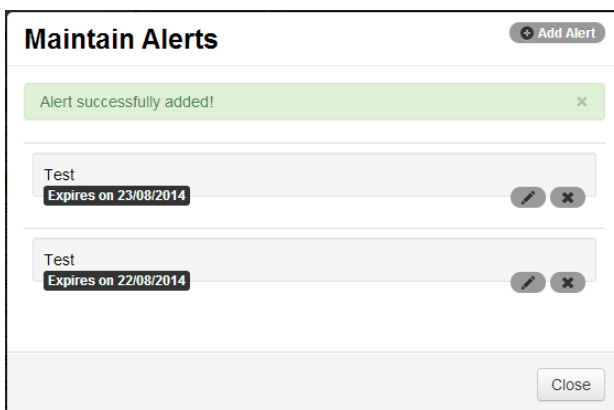 Maintain Alerts
Add Alert
Alert successfully added!
×
Test
Expires on 23/08/2014
Test
Expires on 22/08/2014
Close